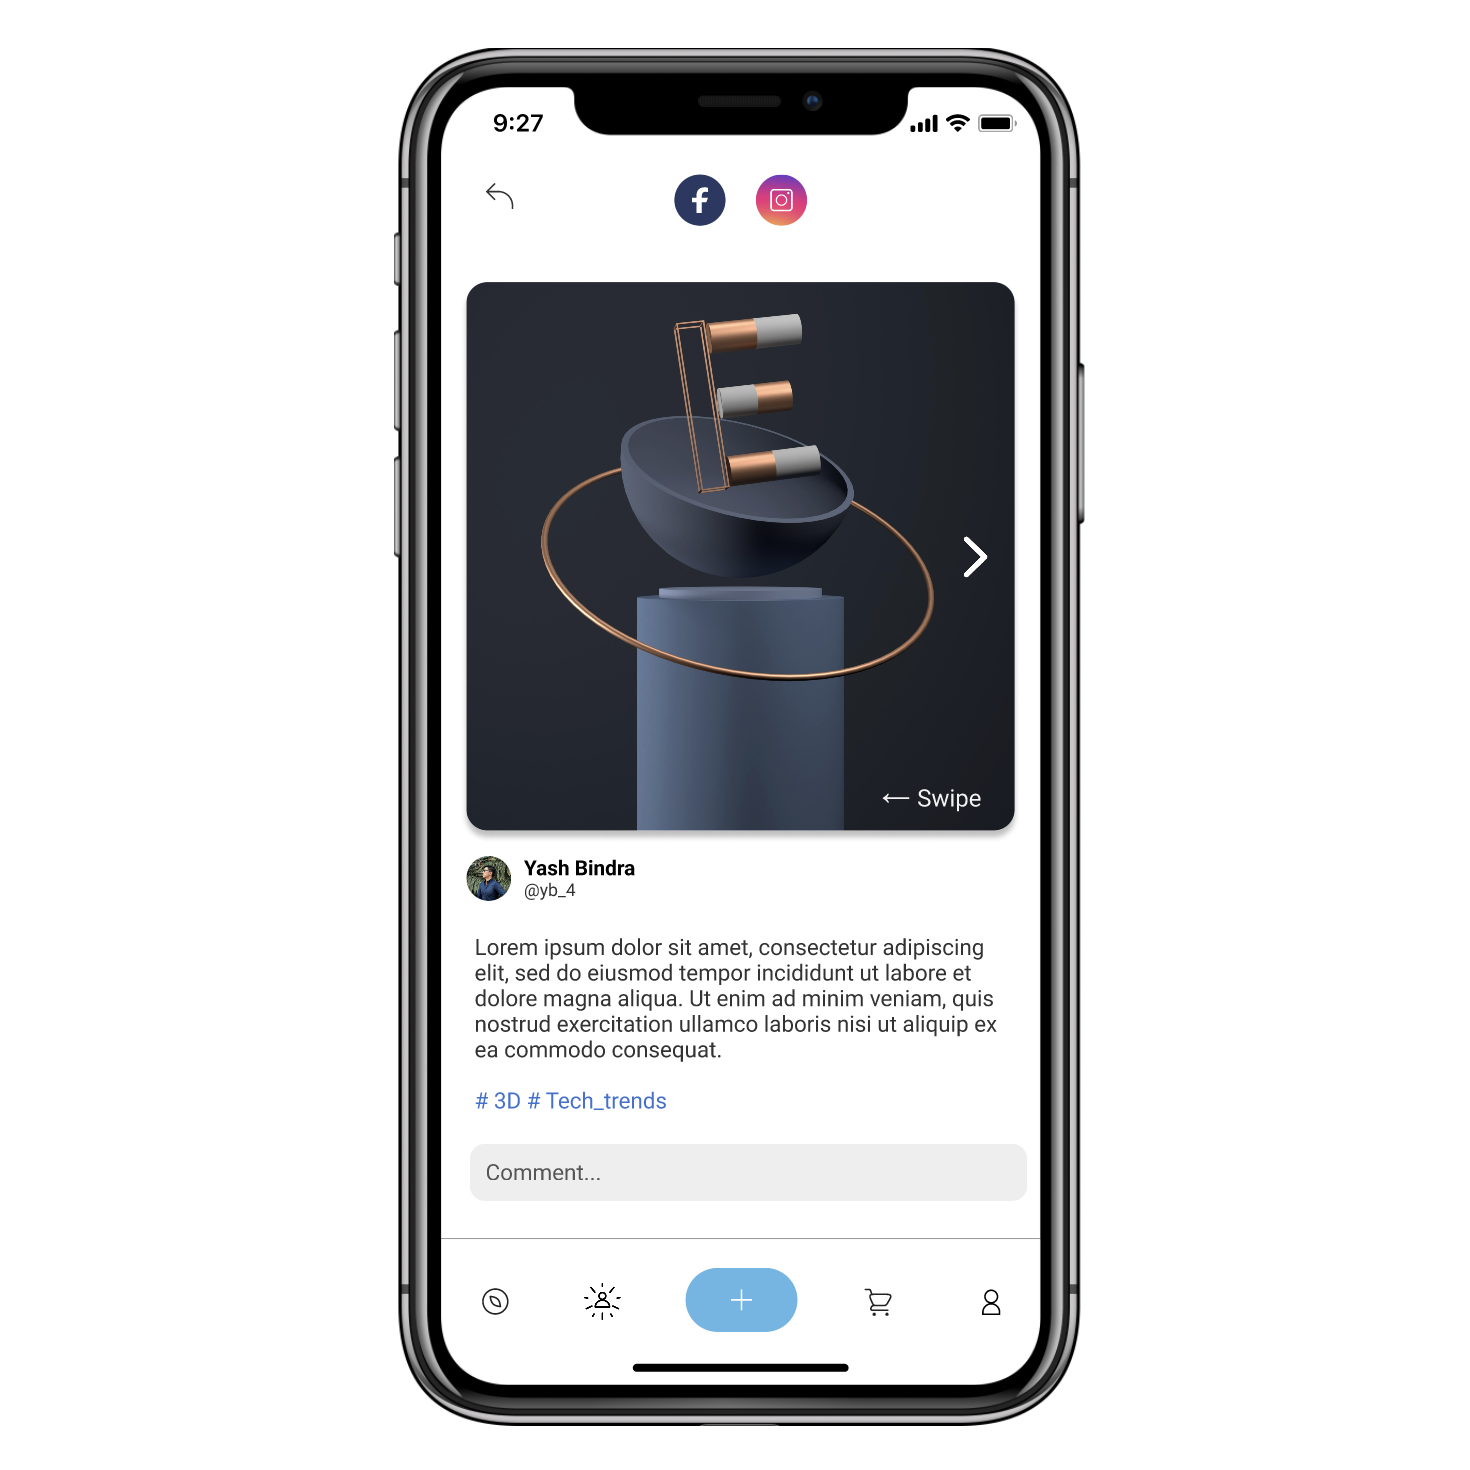 9:27
← Swipe
Yash Bindra
@yb_4
Lorem ipsum dolor sit amet, consectetur adipiscing
elit, sed do eiusmod tempor incididunt ut labore et
dolore magna aliqua. Ut enim ad minim veniam, quis
nostrud exercitation ullamco laboris nisi ut aliquip ex
ea commodo consequat.
# 3D # Tech_trends
Comment...